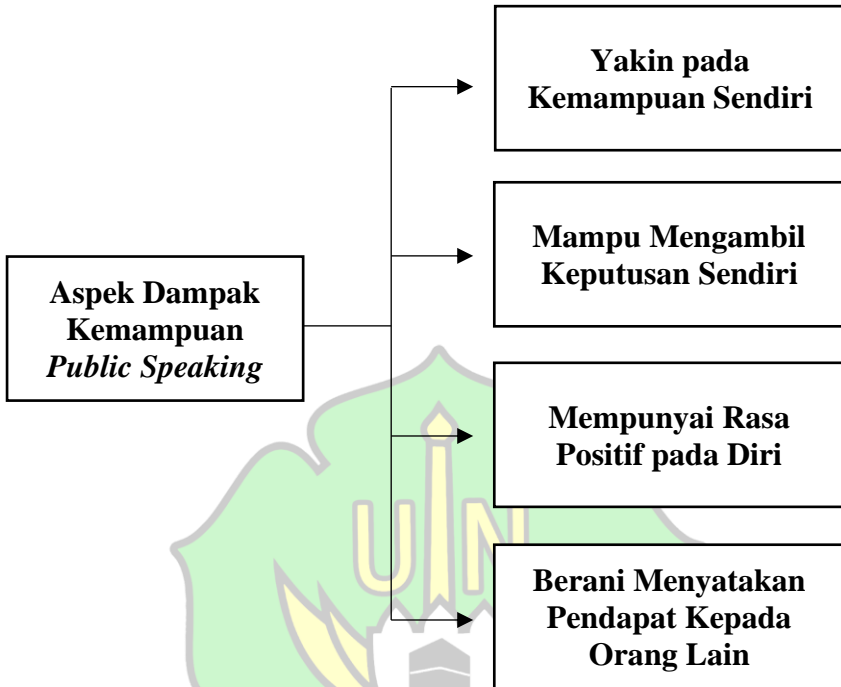 Yakin pada
Kemampuan Sendiri
Mampu Mengambil
Keputusan Sendiri
Aspek Dampak
Kemampuan
Public Speaking
Mempunyai Rasa
Positif pada Diri
UIN
Berani Menyatakan
Pendapat Kepada
Orang Lain